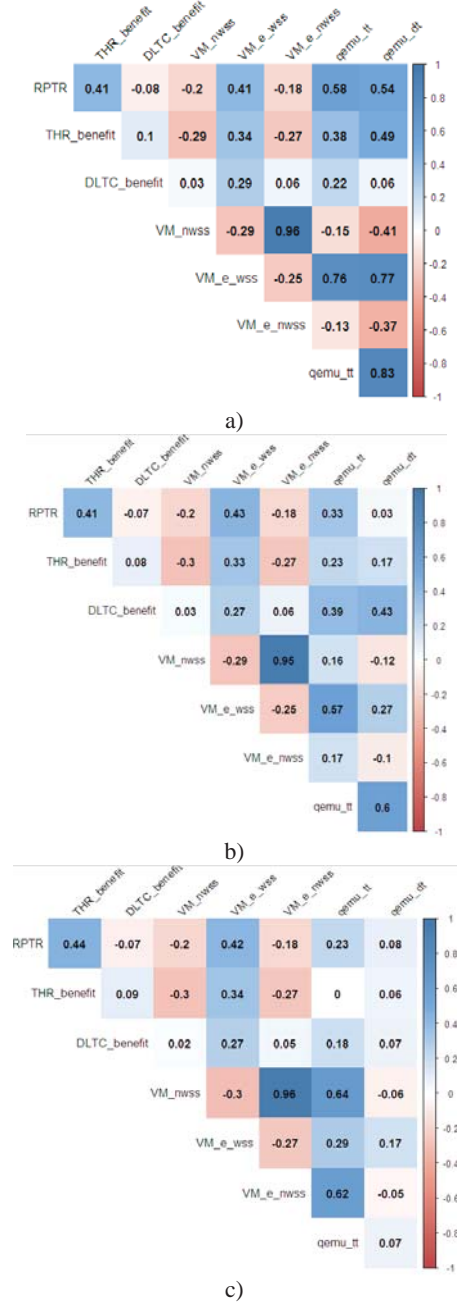 THR_benefit DLTC_benefit VM_nwss VM_e_wss VM_e_nwss qemu_tt qemu_dt
1
RPTR 0.41 -0.08 -0.2 0.41 -0.18 0.58 0.54
0.8
THR_benefit 0.1 -0.29 0.34 -0.27 0.38 0.49
0.6
0.4
DLTC_benefit 0.03 0.29 0.06 0.22 0.06
0.2
VM_nwss -0.29 0.96 -0.15 -0.41
0
-0.2
VM_e_wss -0.25 0.76 0.77
-0.4
VM_e_nwss -0.13 -0.37
-0.6
qemu_tt 0.83
-0.8
-1
a)
THR_benefit DLTC_benefit VM_nwss VM_e_wss VM_e_nwss qemu_tt qemu_dt
1
RPTR 0.41 -0.07 -0.2 0.43 -0.18 0.33 0.03
0.8
THR_benefit 0.08 -0.3 0.33 -0.27 0.23 0.17
0.6
0.4
DLTC_benefit 0.03 0.27 0.06 0.39 0.43
0.2
VM_nwss -0.29 0.95 0.16 -0.12
0
-0.2
VM_e_wss -0.25 0.57 0.27
-0.4
VM_e_nwss 0.17 -0.1
-0.6
qemu_tt 0.6
-0.8
-1
b)
THR_benefit DLTC_benefit VM_nwss VM_e_wss VM_e_nwss qemu_tt qemu_dt
1
RPTR 0.44 -0.07 -0.2 0.42 -0.18 0.23 0.08
0.8
THR_benefit 0.09 -0.3 0.34 -0.27 0 0.06
0.6
0.4
DLTC_benefit 0.02 0.27 0.05 0.18 0.07
0.2
VM_nwss -0.3 0.96 0.64 -0.06
0
-0.2
VM_e_wss -0.27 0.29 0.17
-0.4
VM_e_nwss 0.62 -0.05
-0.6
qemu_tt 0.07
-0.8
-1
c)